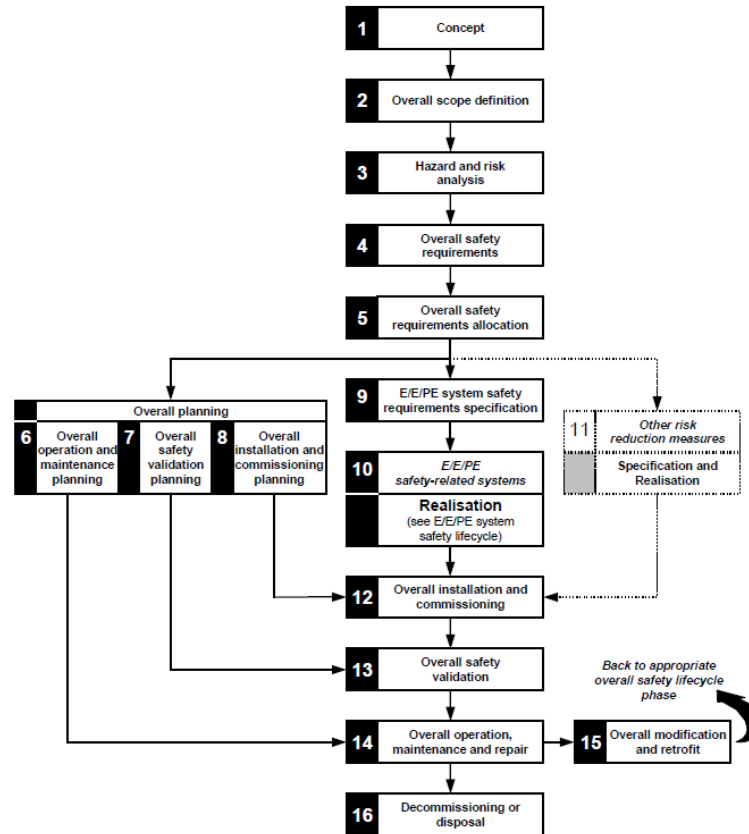 1
Concept
2
Overall scope definition
3
Hazard and risk
analysis
4
Overall safety
requirements
5
Overall safety
requirements allocation
Overall planning
6
Overall
operation and
maintenance
planning
7
Overall
safety
validation
planning
8
Overall
installation and
commissioning
planning
9
E/E/PE system safety
requirements specification
10
E/E/PE
safety-related systems
Realisation
(see E/E/PE system
safety lifecycle)
11
Other risk
reduction measures
Specification and
Realisation
12
Overall installation and
commissioning
13
Overall safety
validation
Back to appropriate
overall safety lifecycle
phase
14
Overall operation,
maintenance and repair
15
Overall modification
and retrofit
16
Decommissioning or
disposal